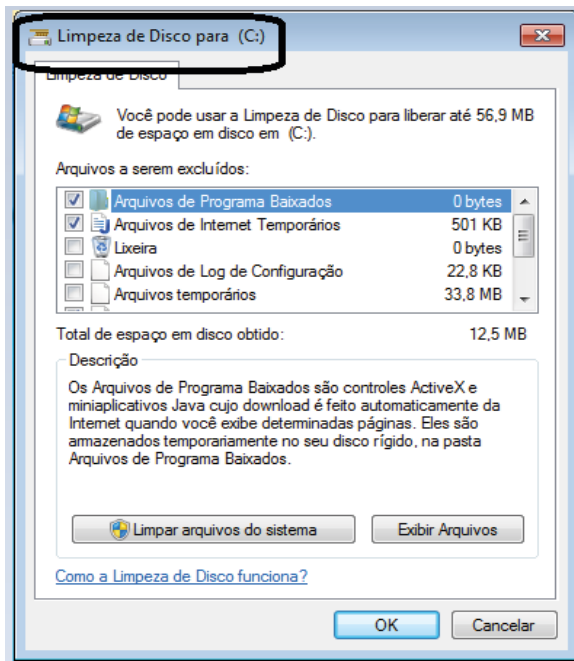 Limpeza de Disco para (C:)
Limpeza de Disco
Você pode usar a Limpeza de Disco para liberar até 56,9 MB
de espaço em disco em (C:).
Arquivos a serem excluídos:
Arquivos de Programa Baixados 0 bytes
Arquivos de Internet Temporários 501 KB
Lixeira 0 bytes
Arquivos de Log de Configuração 22,8 KB
Arquivos temporários 33,8 MB
Total de espaço em disco obtido: 12,5 MB
Descrição
Os Arquivos de Programa Baixados são controles ActiveX e
miniaplicativos Java cujo download é feito automaticamente da
Internet quando você exibe determinadas páginas. Eles são
armazenados temporariamente no seu disco rígido, na pasta
Arquivos de Programa Baixados.
Limpar arquivos do sistema Exibir Arquivos
Como a Limpeza de Disco funciona?
OK Cancelar